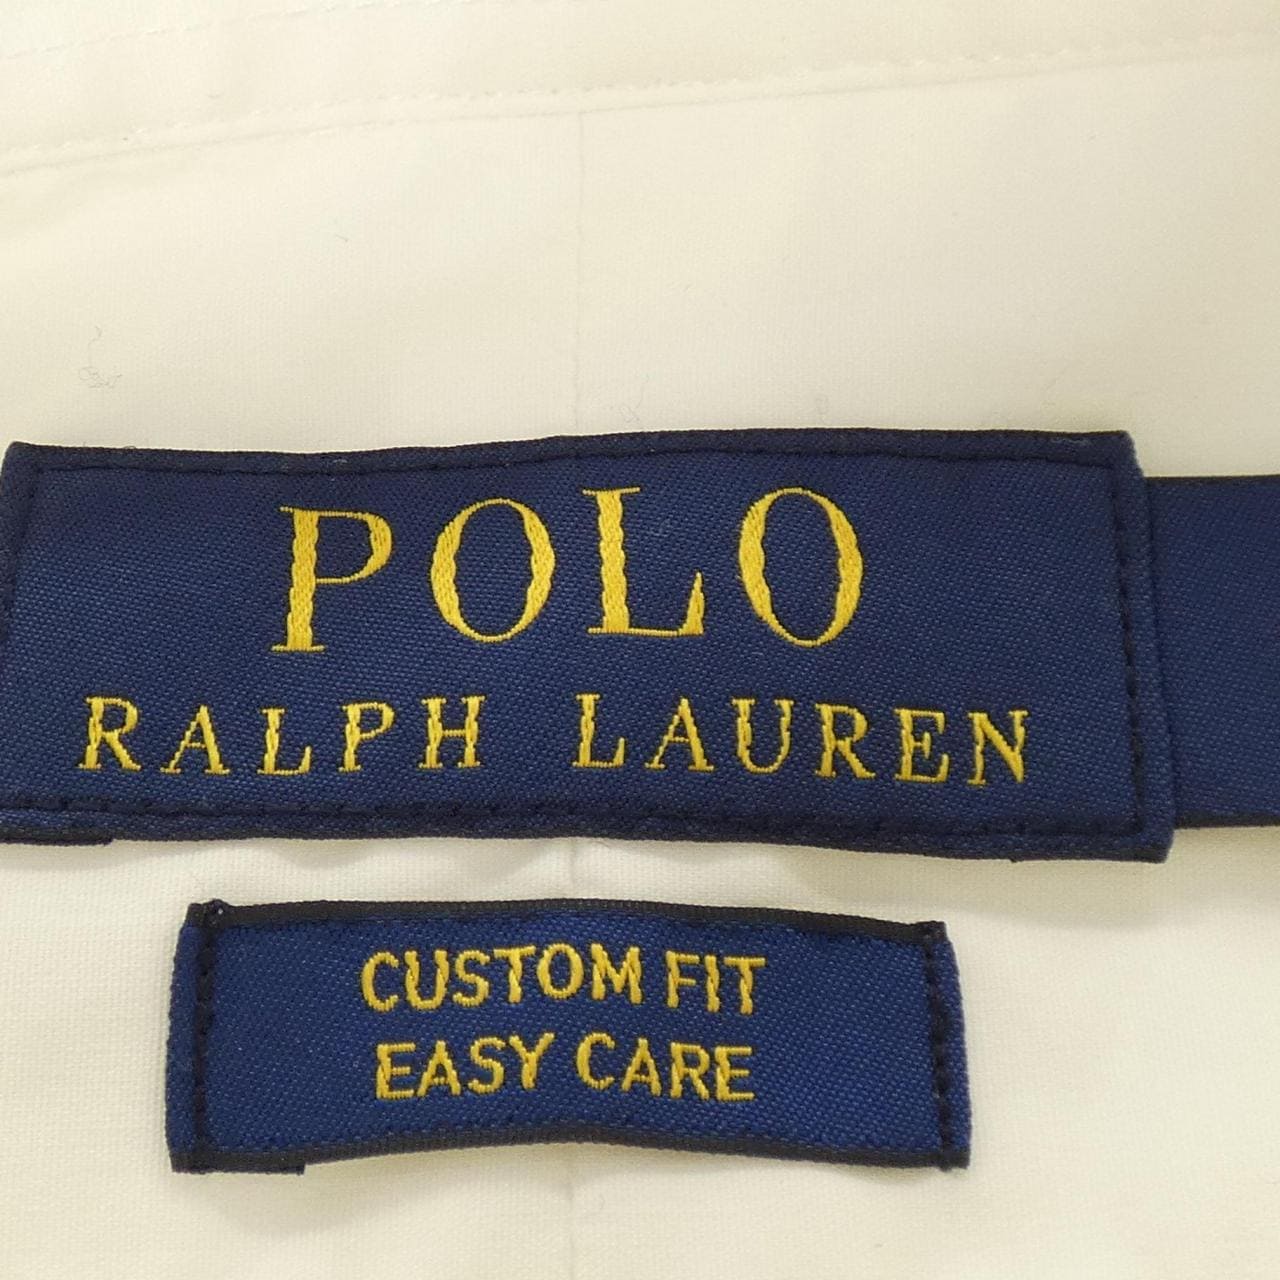 POLO
RALPH LAUREN
CUSTOM FIT
EASY CARE